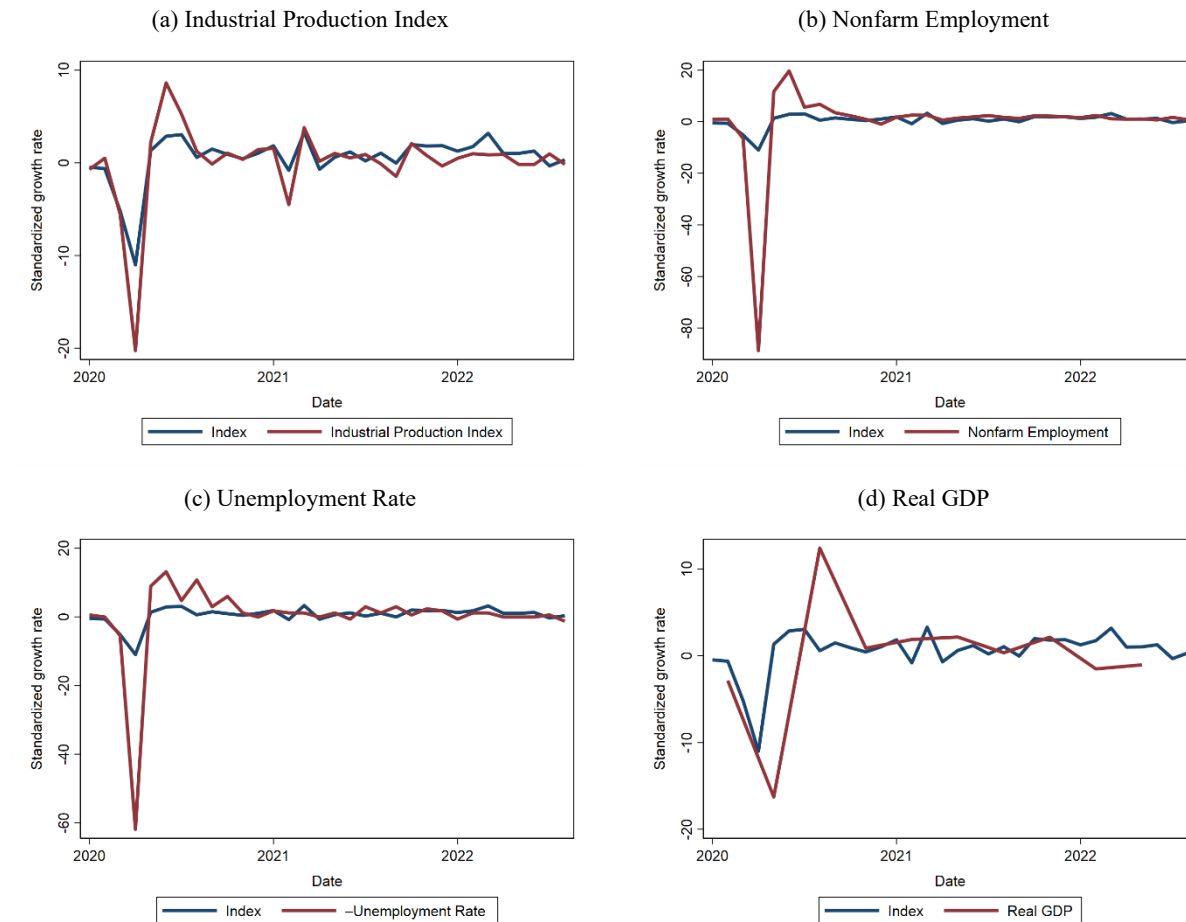 (a) Industrial Production Index
10
0
-10
-20
Standardized growth rate
2020
2021
2022
Date
Index
Industrial Production Index
(b) Nonfarm Employment
20
0
-20
-40
-60
-80
Standardized growth rate
2020
2021
2022
Date
Index
Nonfarm Employment
(c) Unemployment Rate
20
0
-20
-40
-60
Standardized growth rate
2020
2021
2022
Date
Index
–Unemployment Rate
(d) Real GDP
10
0
-10
-20
Standardized growth rate
2020
2021
2022
Date
Index
Real GDP